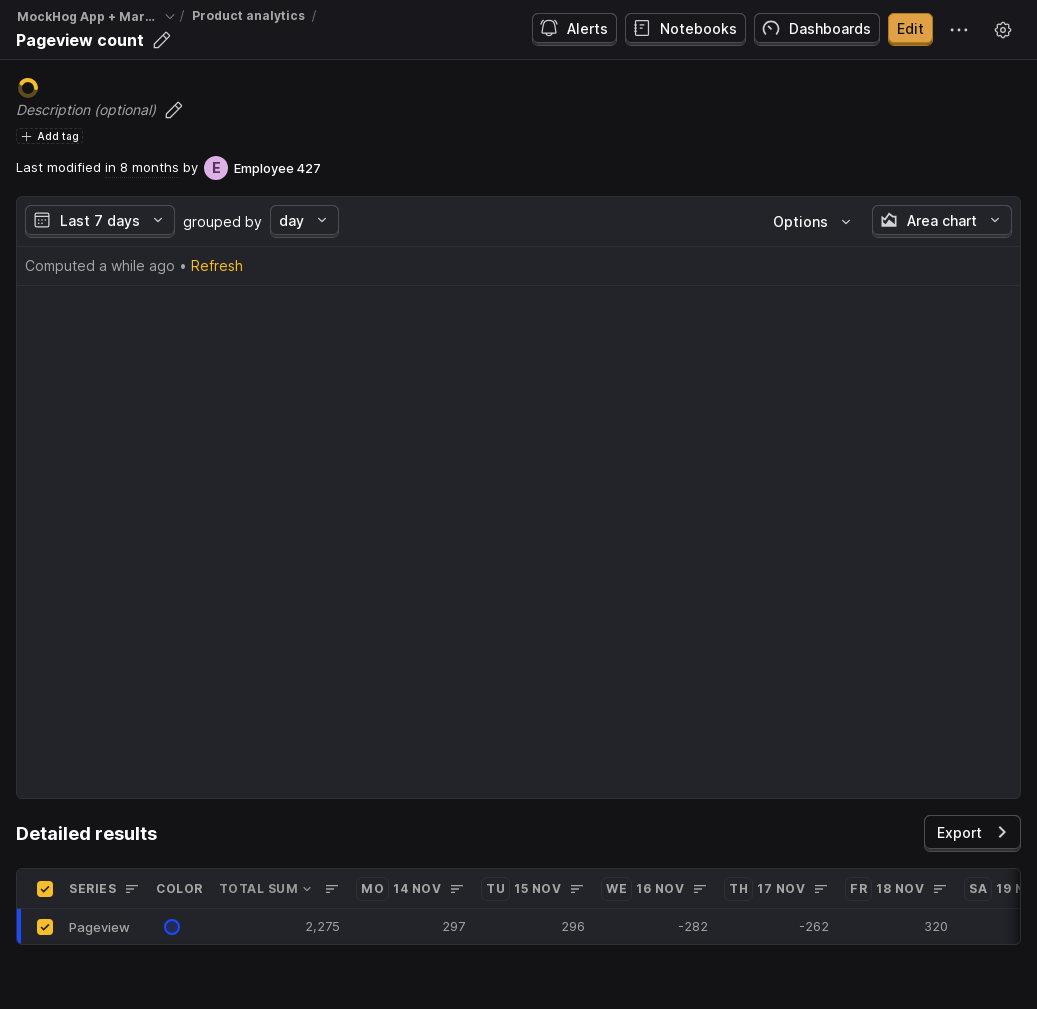 MockHog App + Mar... / Product analytics /
Pageview count
Alerts Notebooks Dashboards Edit
Description (optional)
Add tag
Last modified in 8 months by E Employee 427
Last 7 days grouped by day Options Area chart
Computed a while ago • Refresh
Detailed results
Export
SERIES COLOR TOTAL SUM MO 14 NOV TU 15 NOV WE 16 NOV TH 17 NOV FR 18 NOV SA 19
Pageview 2,275 297 296 -282 -262 320